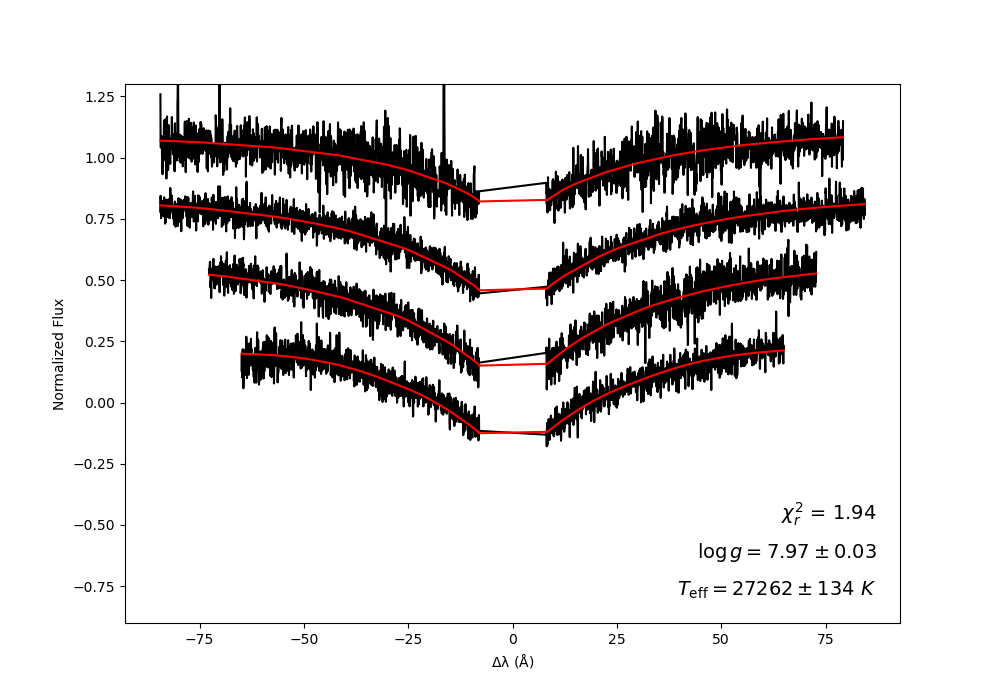 1.25
1.00
0.75
0.50
0.25
0.00
−0.25
−0.50
−0.75
Normalized Flux
χ²ᵣ = 1.94
log g = 7.97 ± 0.03
T_eff = 27262 ± 134 K
−75 −50 −25 0 25 50 75
Δλ (Å)